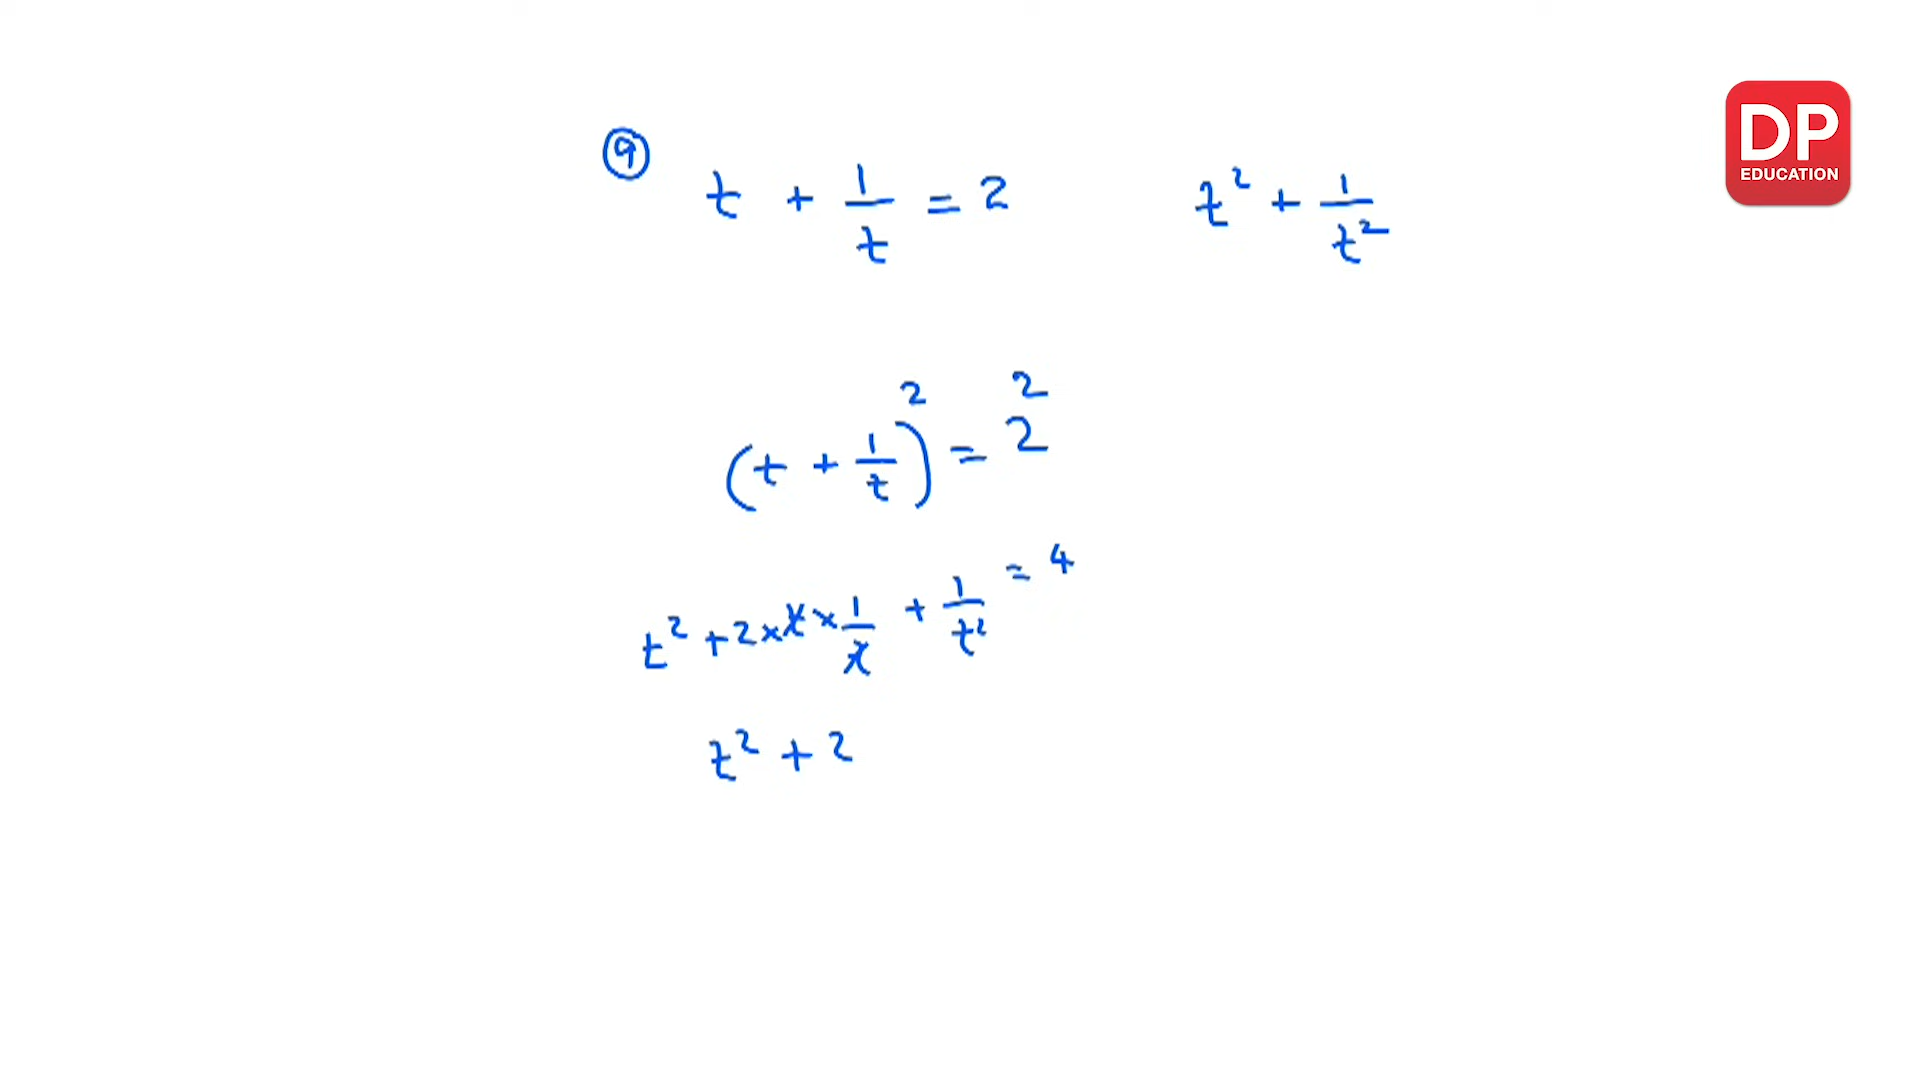 9
t + 1/t = 2    t² + 1/t²
DP
EDUCATION
(t + 1/t)² = 2²
t² + 2 × t × 1/t + 1/t² = 4
t² + 2